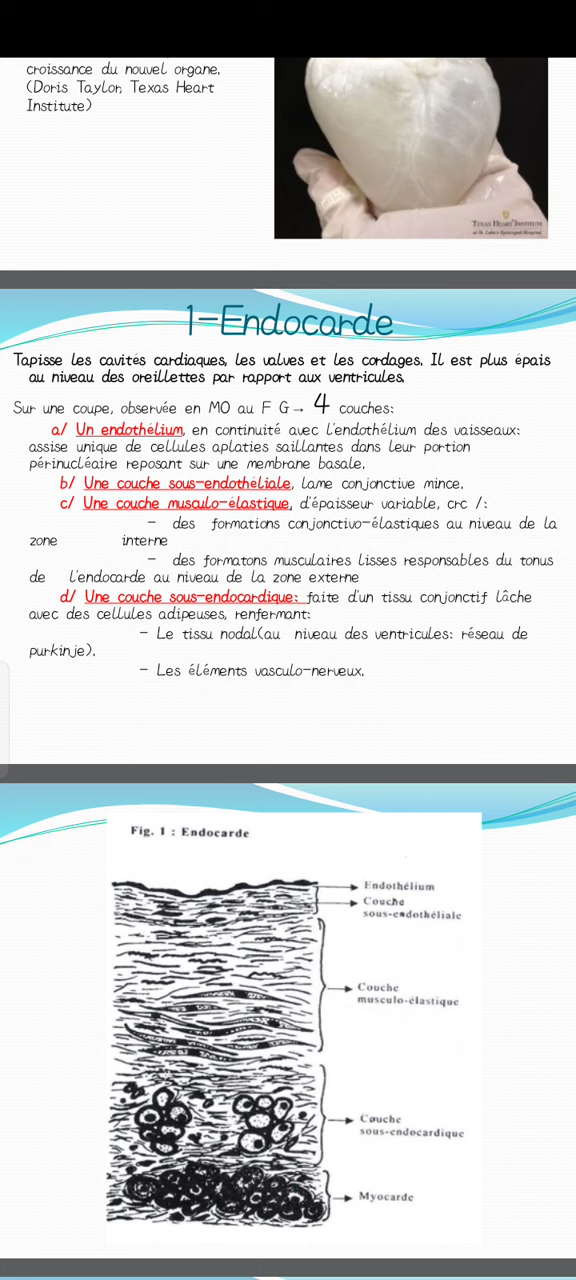 croissance du nouvel organe.
(Doris Taylor, Texas Heart
Institute)
TEXAS HEART INSTITUTE
at St. Luke's Episcopal Hospital
1-Endocarde
Tapisse les cavités cardiaques, les valves et les cordages. Il est plus épais
au niveau des oreillettes par rapport aux ventricules.
Sur une coupe, observée en MO au F G→ 4 couches:
a/ Un endothélium, en continuité avec l'endothélium des vaisseaux:
assise unique de cellules aplaties saillantes dans leur portion
périnucléaire reposant sur une membrane basale.
b/ Une couche sous-endothéliale, lame conjonctive mince.
c/ Une couche musculo-élastique, d'épaisseur variable, crc /:
- des formations conjonctivo-élastiques au niveau de la
zone interne
- des formatons musculaires lisses responsables du tonus
de l'endocarde au niveau de la zone externe
d/ Une couche sous-endocardique: faite d'un tissu conjonctif lâche
avec des cellules adipeuses, renfermant:
- Le tissu nodal(au niveau des ventricules: réseau de
purkinje).
- Les éléments vasculo-nerveux.
Fig. 1 : Endocarde
Endothélium
Couche
sous-endothéliale
Couche
musculo-élastique
Couche
sous-endocardique
Myocarde